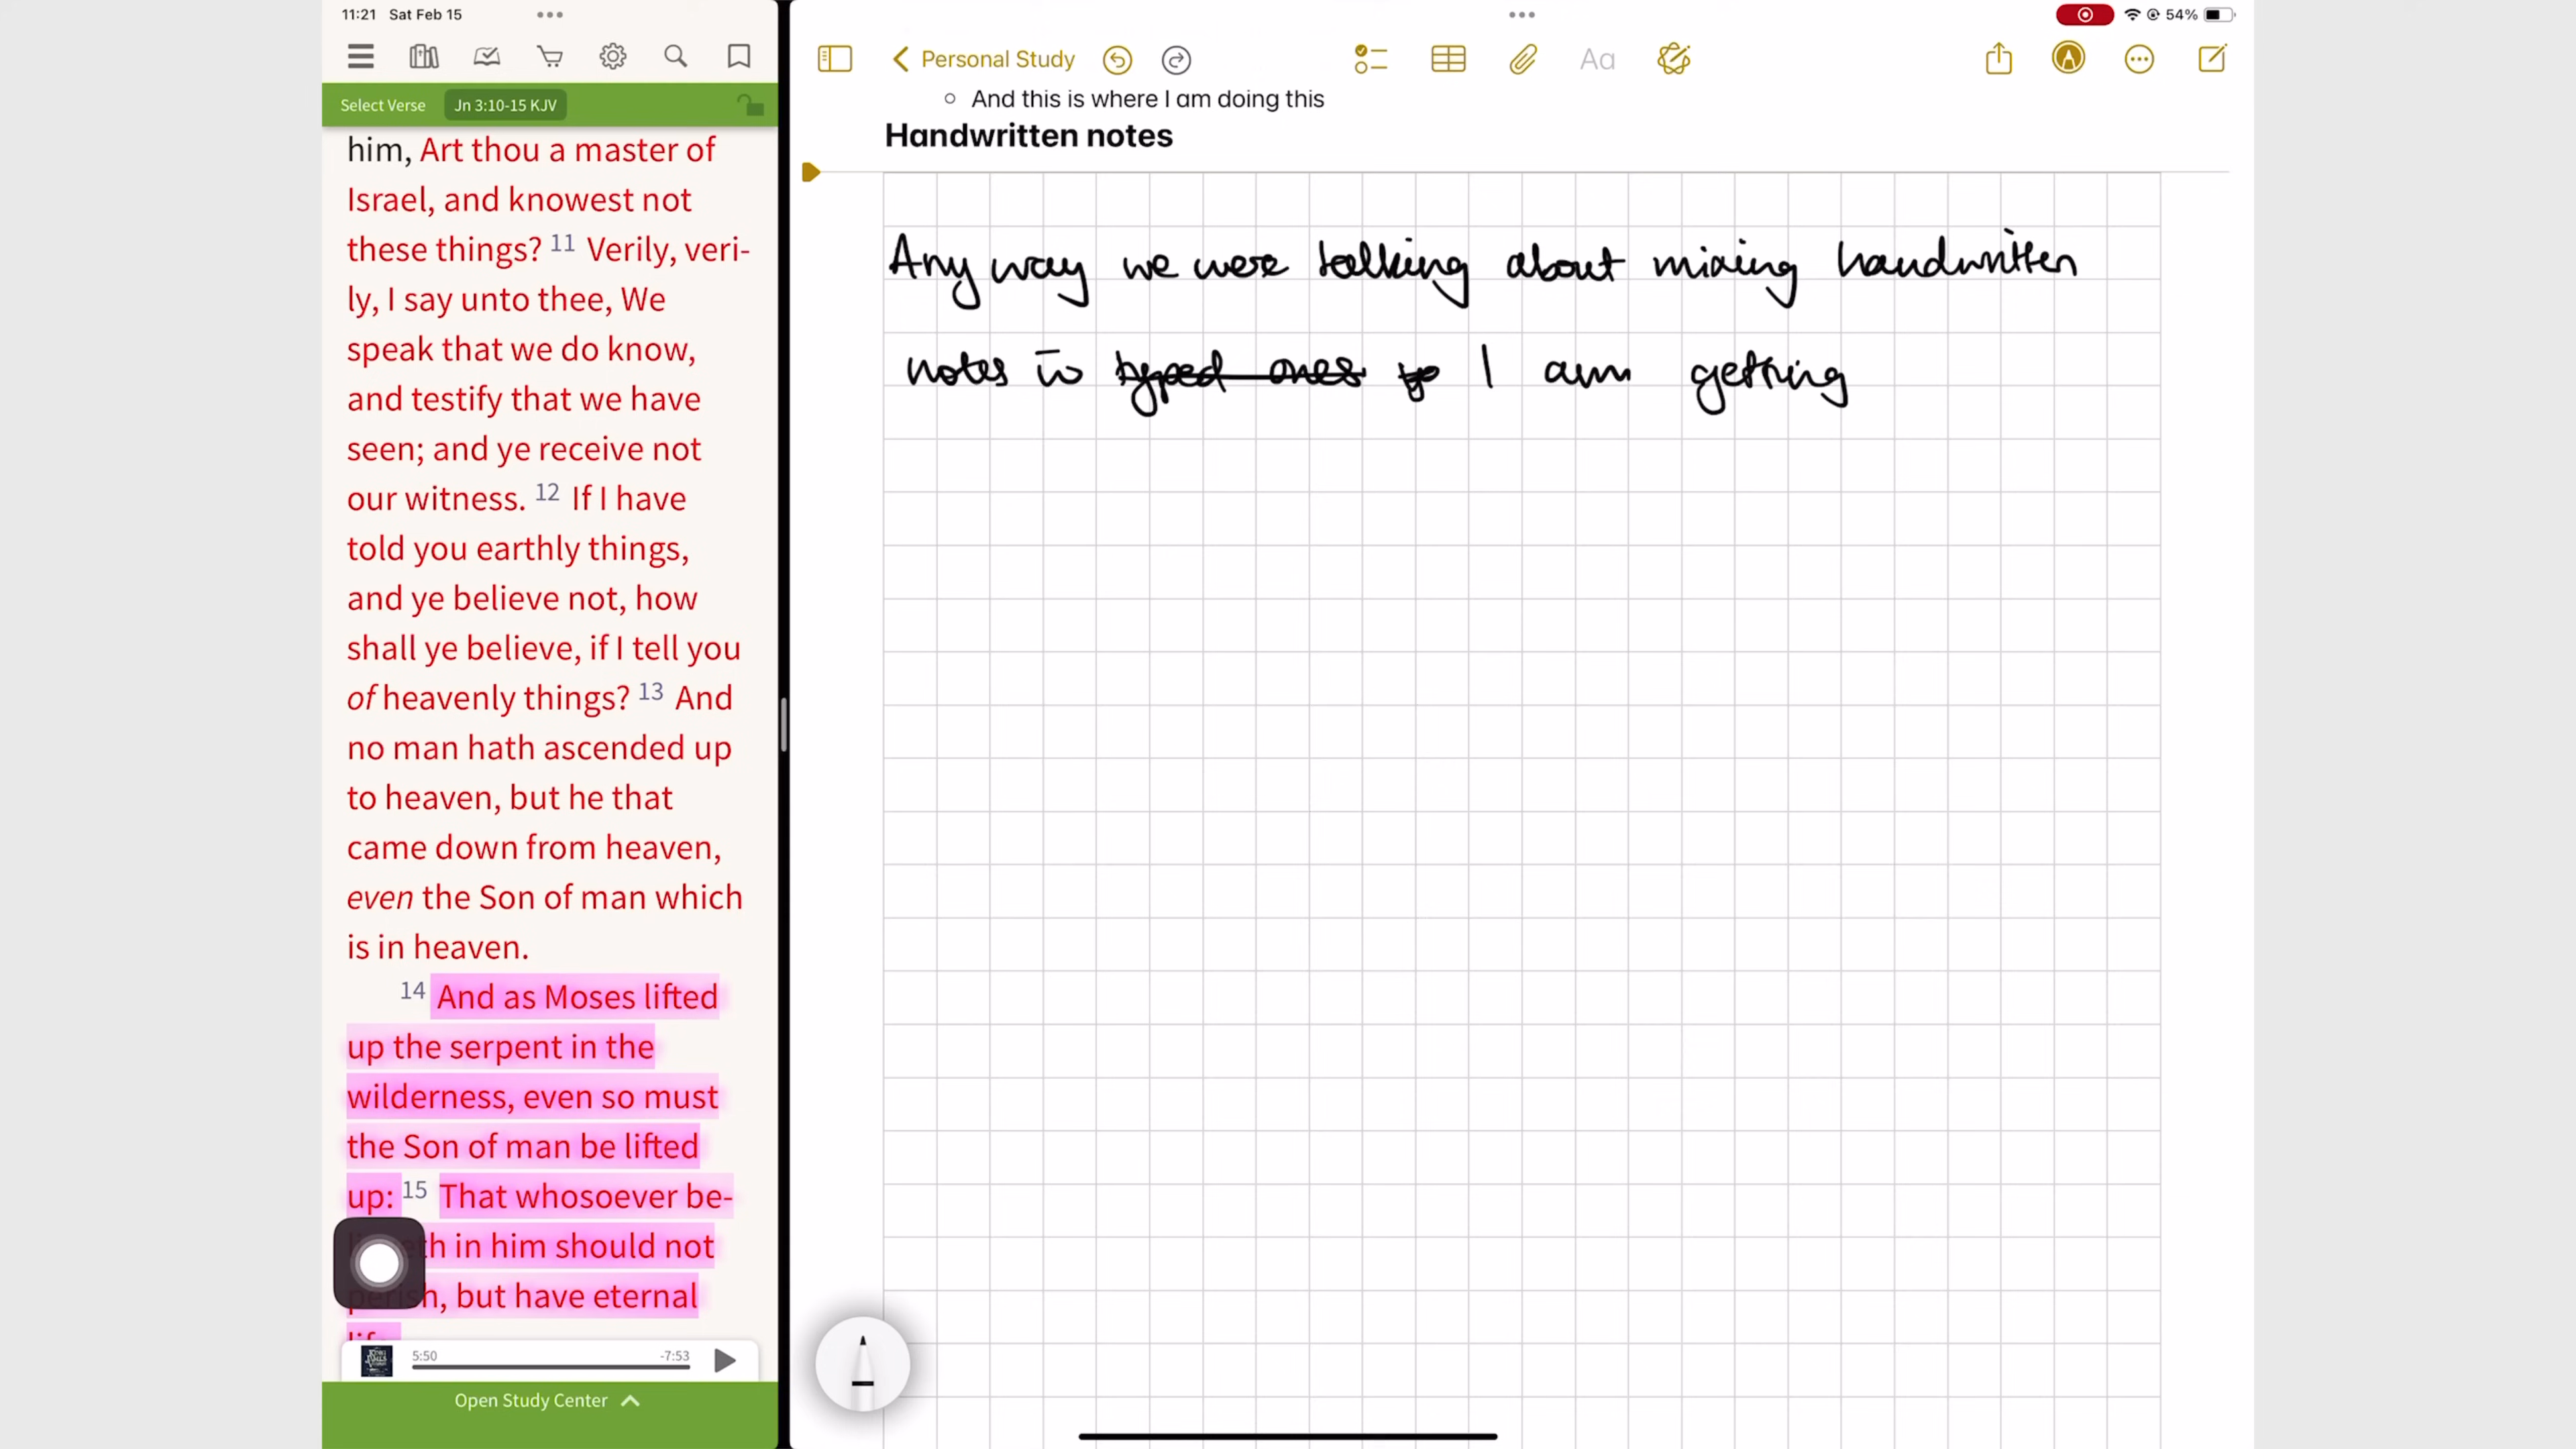 11:21 Sat Feb 15
54%
Select Verse Jn 3:10-15 KJV
him, Art thou a master of
Israel, and knowest not
these things? 11 Verily, veri-
ly, I say unto thee, We
speak that we do know,
and testify that we have
seen; and ye receive not
our witness. 12 If I have
told you earthly things,
and ye believe not, how
shall ye believe, if I tell you
of heavenly things? 13 And
no man hath ascended up
to heaven, but he that
came down from heaven,
even the Son of man which
is in heaven.
14 And as Moses lifted
up the serpent in the
wilderness, even so must
the Son of man be lifted
up: 15 That whosoever be-
th in him should not
perish, but have eternal
5:50 -7:53
Open Study Center
Personal Study
Aa
And this is where I am doing this
Handwritten notes
Any way we were talking about mixing handwritten
notes to typed ones I am getting